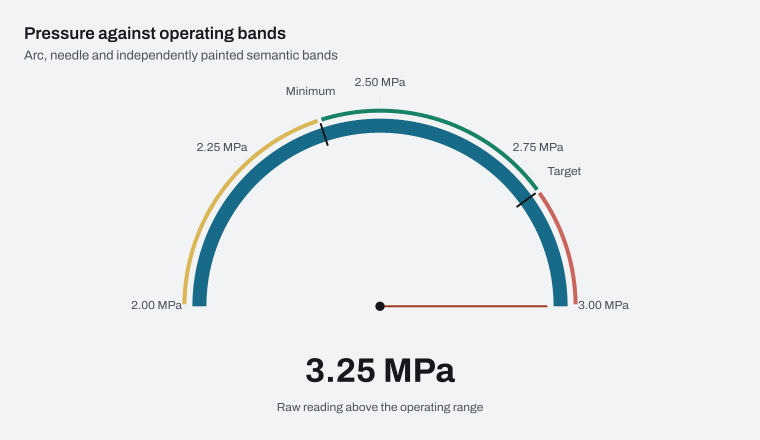 Pressure against operating bands
Arc, needle and independently painted semantic bands
2.50 MPa
Minimum
2.25 MPa
2.75 MPa
Target
2.00 MPa
3.00 MPa
3.25 MPa
Raw reading above the operating range